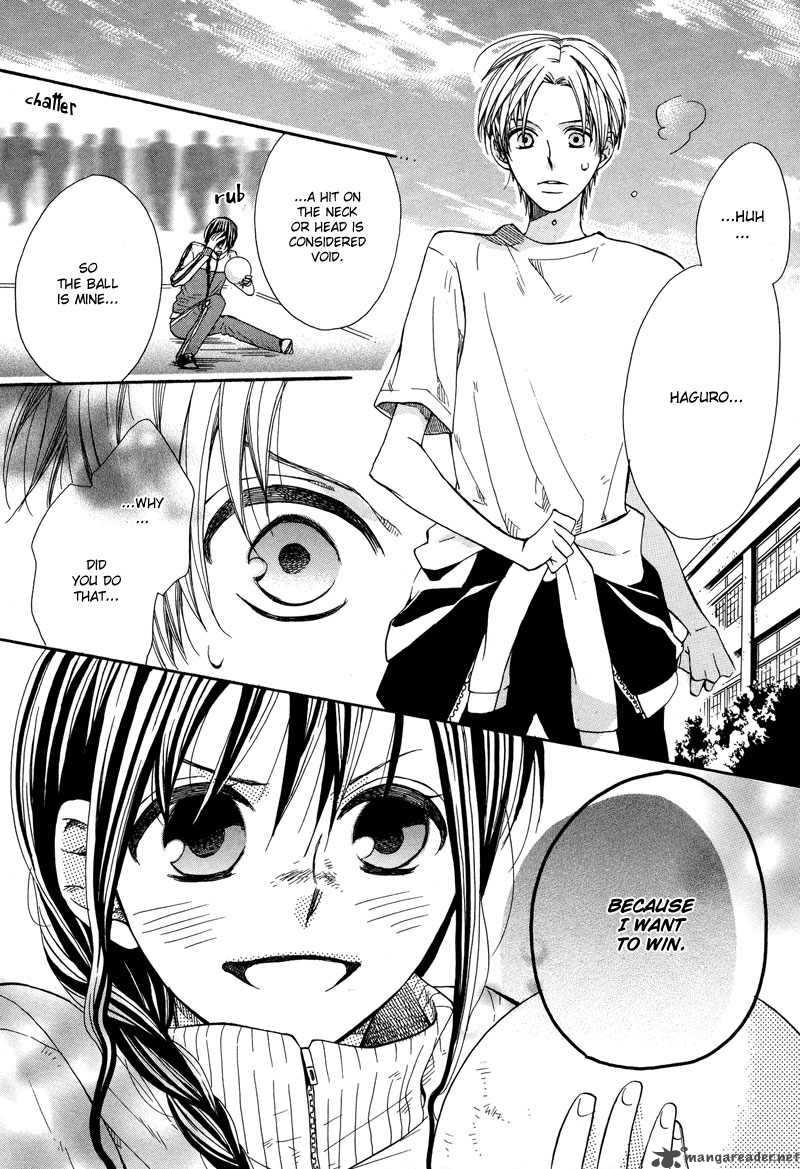 ...HUH
...
HAGURO...
...A HIT ON
THE NECK
OR HEAD IS
CONSIDERED
VOID.
rub
chatter
SO
THE BALL
IS MINE...
...WHY
...
DID
YOU DO
THAT...
BECAUSE
I WANT
TO WIN.
mangareader.net